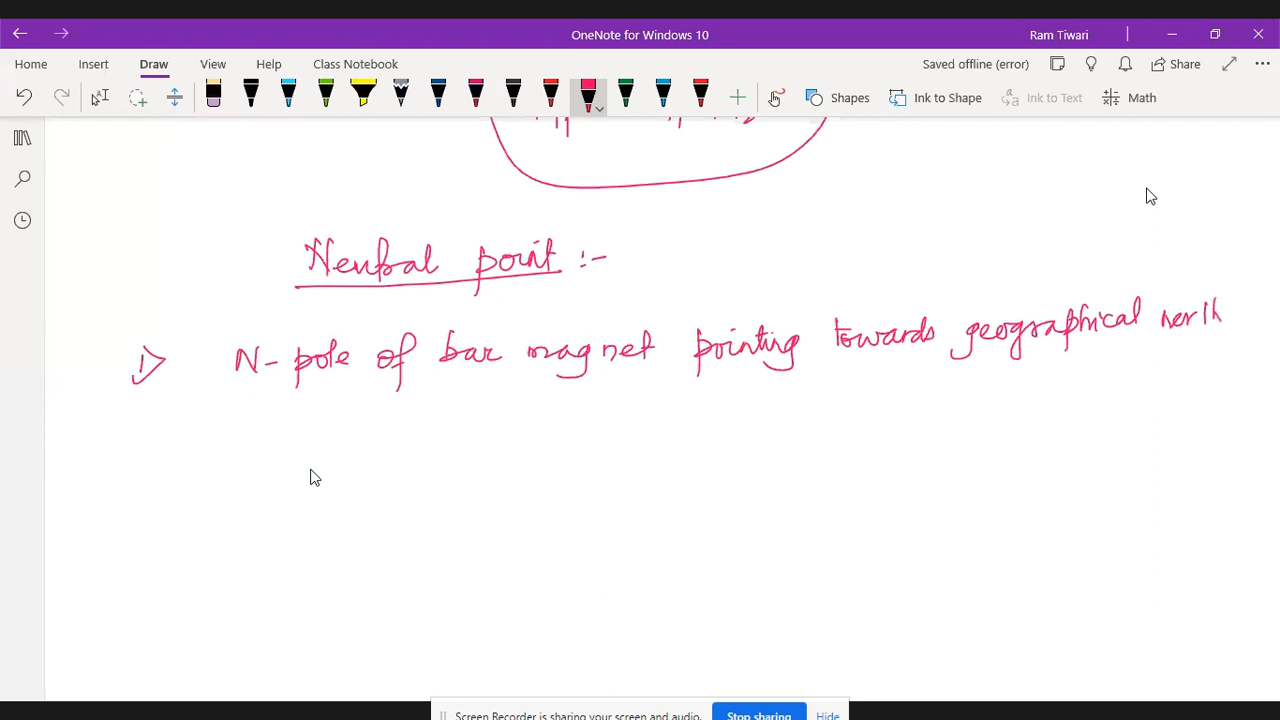 OneNote for Windows 10
Ram Tiwari
Home Insert Draw View Help Class Notebook
Saved offline (error) Share
Shapes Ink to Shape Ink to Text Math
Neutral point :-
1) N- pole of bar magnet pointing towards geographical north
Screen Recorder is sharing your screen and audio. Stop sharing Hide